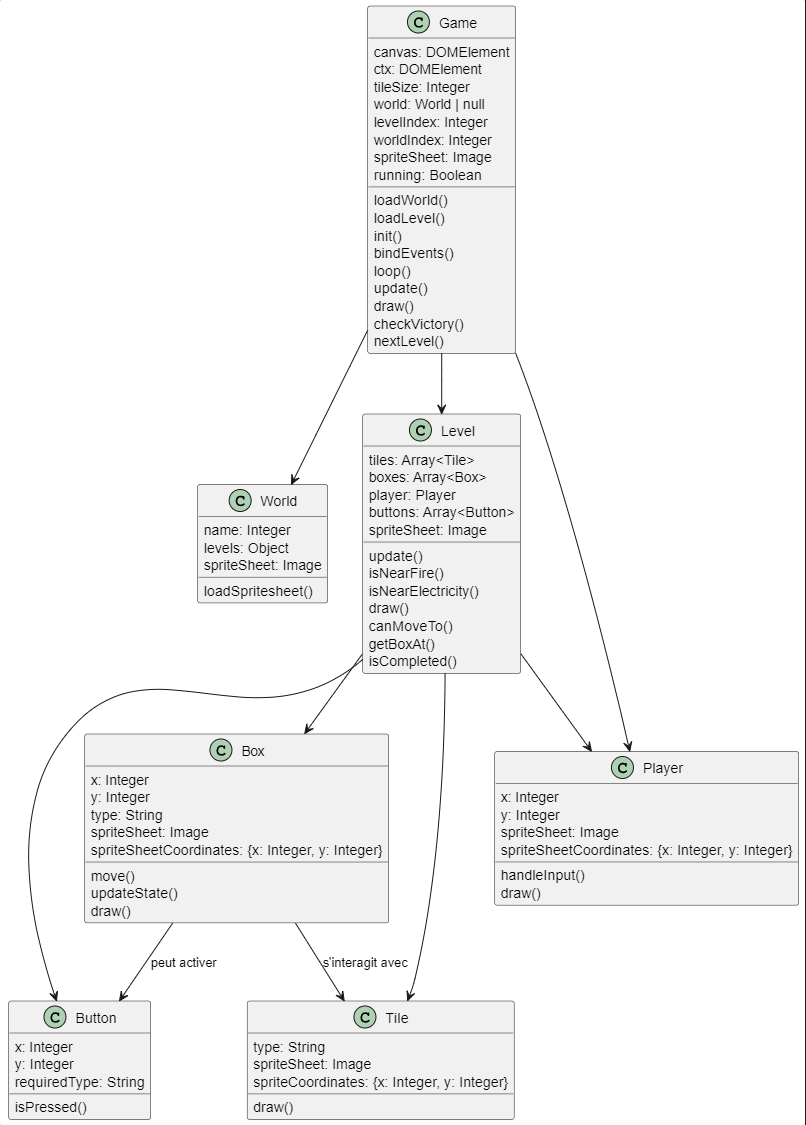 C Game
canvas: DOMElement
ctx: DOMElement
tileSize: Integer
world: World | null
levelIndex: Integer
worldIndex: Integer
spriteSheet: Image
running: Boolean
loadWorld()
loadLevel()
init()
bindEvents()
loop()
update()
draw()
checkVictory()
nextLevel()
C Level
tiles: Array<Tile>
boxes: Array<Box>
player: Player
buttons: Array<Button>
spriteSheet: Image
update()
isNearFire()
isNearElectricity()
draw()
canMoveTo()
getBoxAt()
isCompleted()
C World
name: Integer
levels: Object
spriteSheet: Image
loadSpritesheet()
C Box
x: Integer
y: Integer
type: String
spriteSheet: Image
spriteSheetCoordinates: {x: Integer, y: Integer}
move()
updateState()
draw()
C Player
x: Integer
y: Integer
spriteSheet: Image
spriteSheetCoordinates: {x: Integer, y: Integer}
handleInput()
draw()
peut activer
s'interagit avec
C Button
x: Integer
y: Integer
requiredType: String
isPressed()
C Tile
type: String
spriteSheet: Image
spriteCoordinates: {x: Integer, y: Integer}
draw()